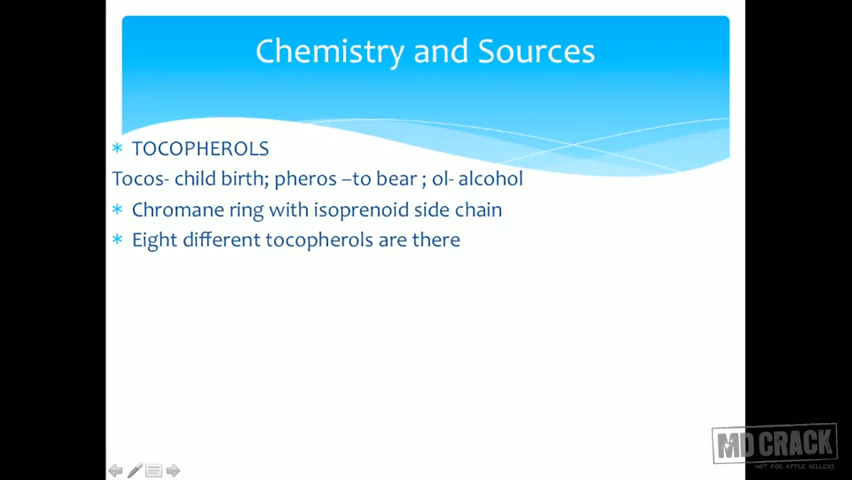 Chemistry and Sources
* TOCOPHEROLS
Tocos- child birth; pheros –to bear ; ol- alcohol
* Chromane ring with isoprenoid side chain
* Eight different tocopherols are there
MD CRACK
NOT FOR APPLE SELLERS